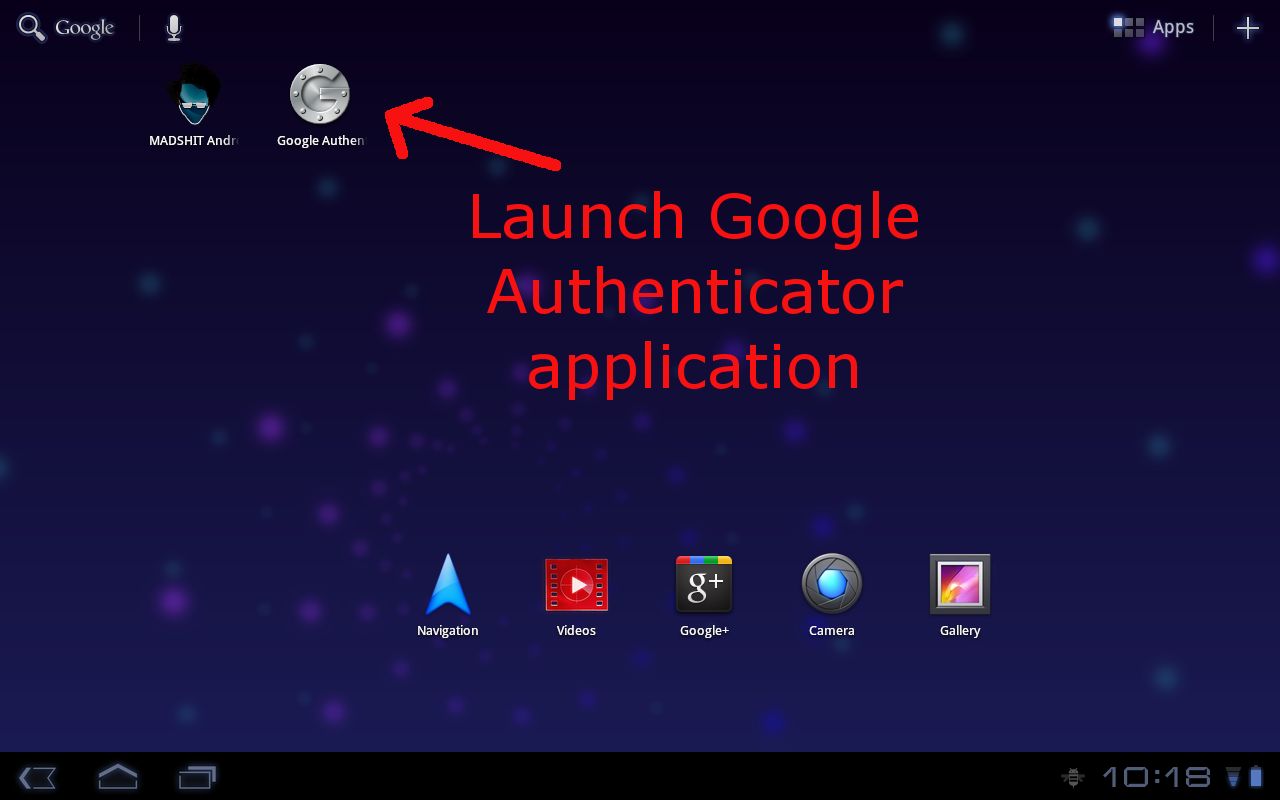 Google
Apps
MADSHIT Andr
Google Authen
Launch Google
Authenticator
application
g+
Navigation
Videos
Google+
Camera
Gallery
10:18